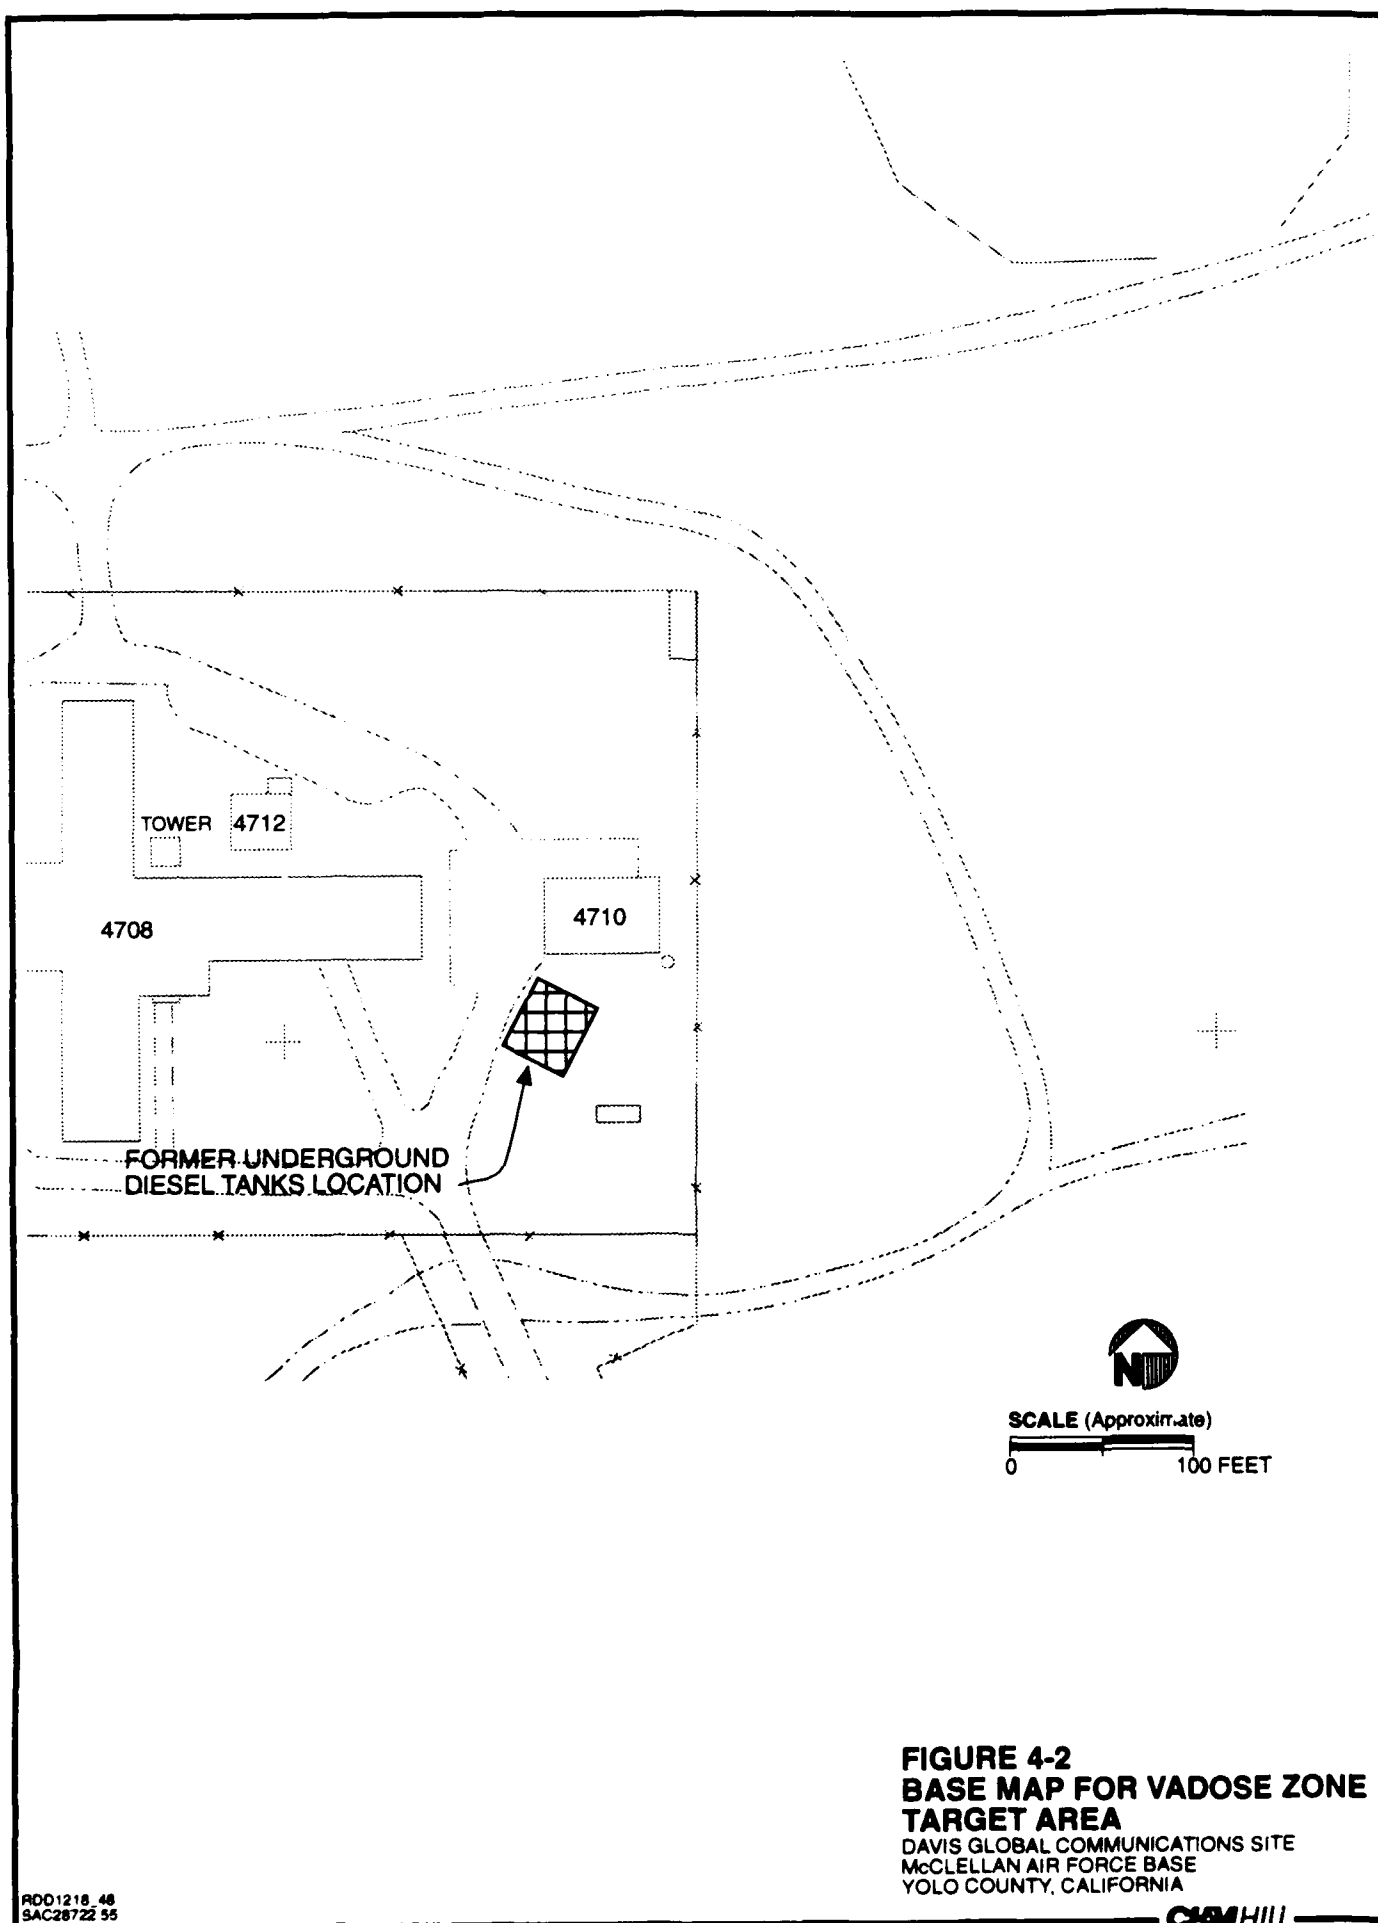 TOWER
4712
4708
4710
FORMER UNDERGROUND
DIESEL TANKS LOCATION
N
SCALE (Approximate)
0 100 FEET
FIGURE 4-2
BASE MAP FOR VADOSE ZONE
TARGET AREA
DAVIS GLOBAL COMMUNICATIONS SITE
McCLELLAN AIR FORCE BASE
YOLO COUNTY, CALIFORNIA
RDD1218_48
SAC28722 55
CH2M HILL